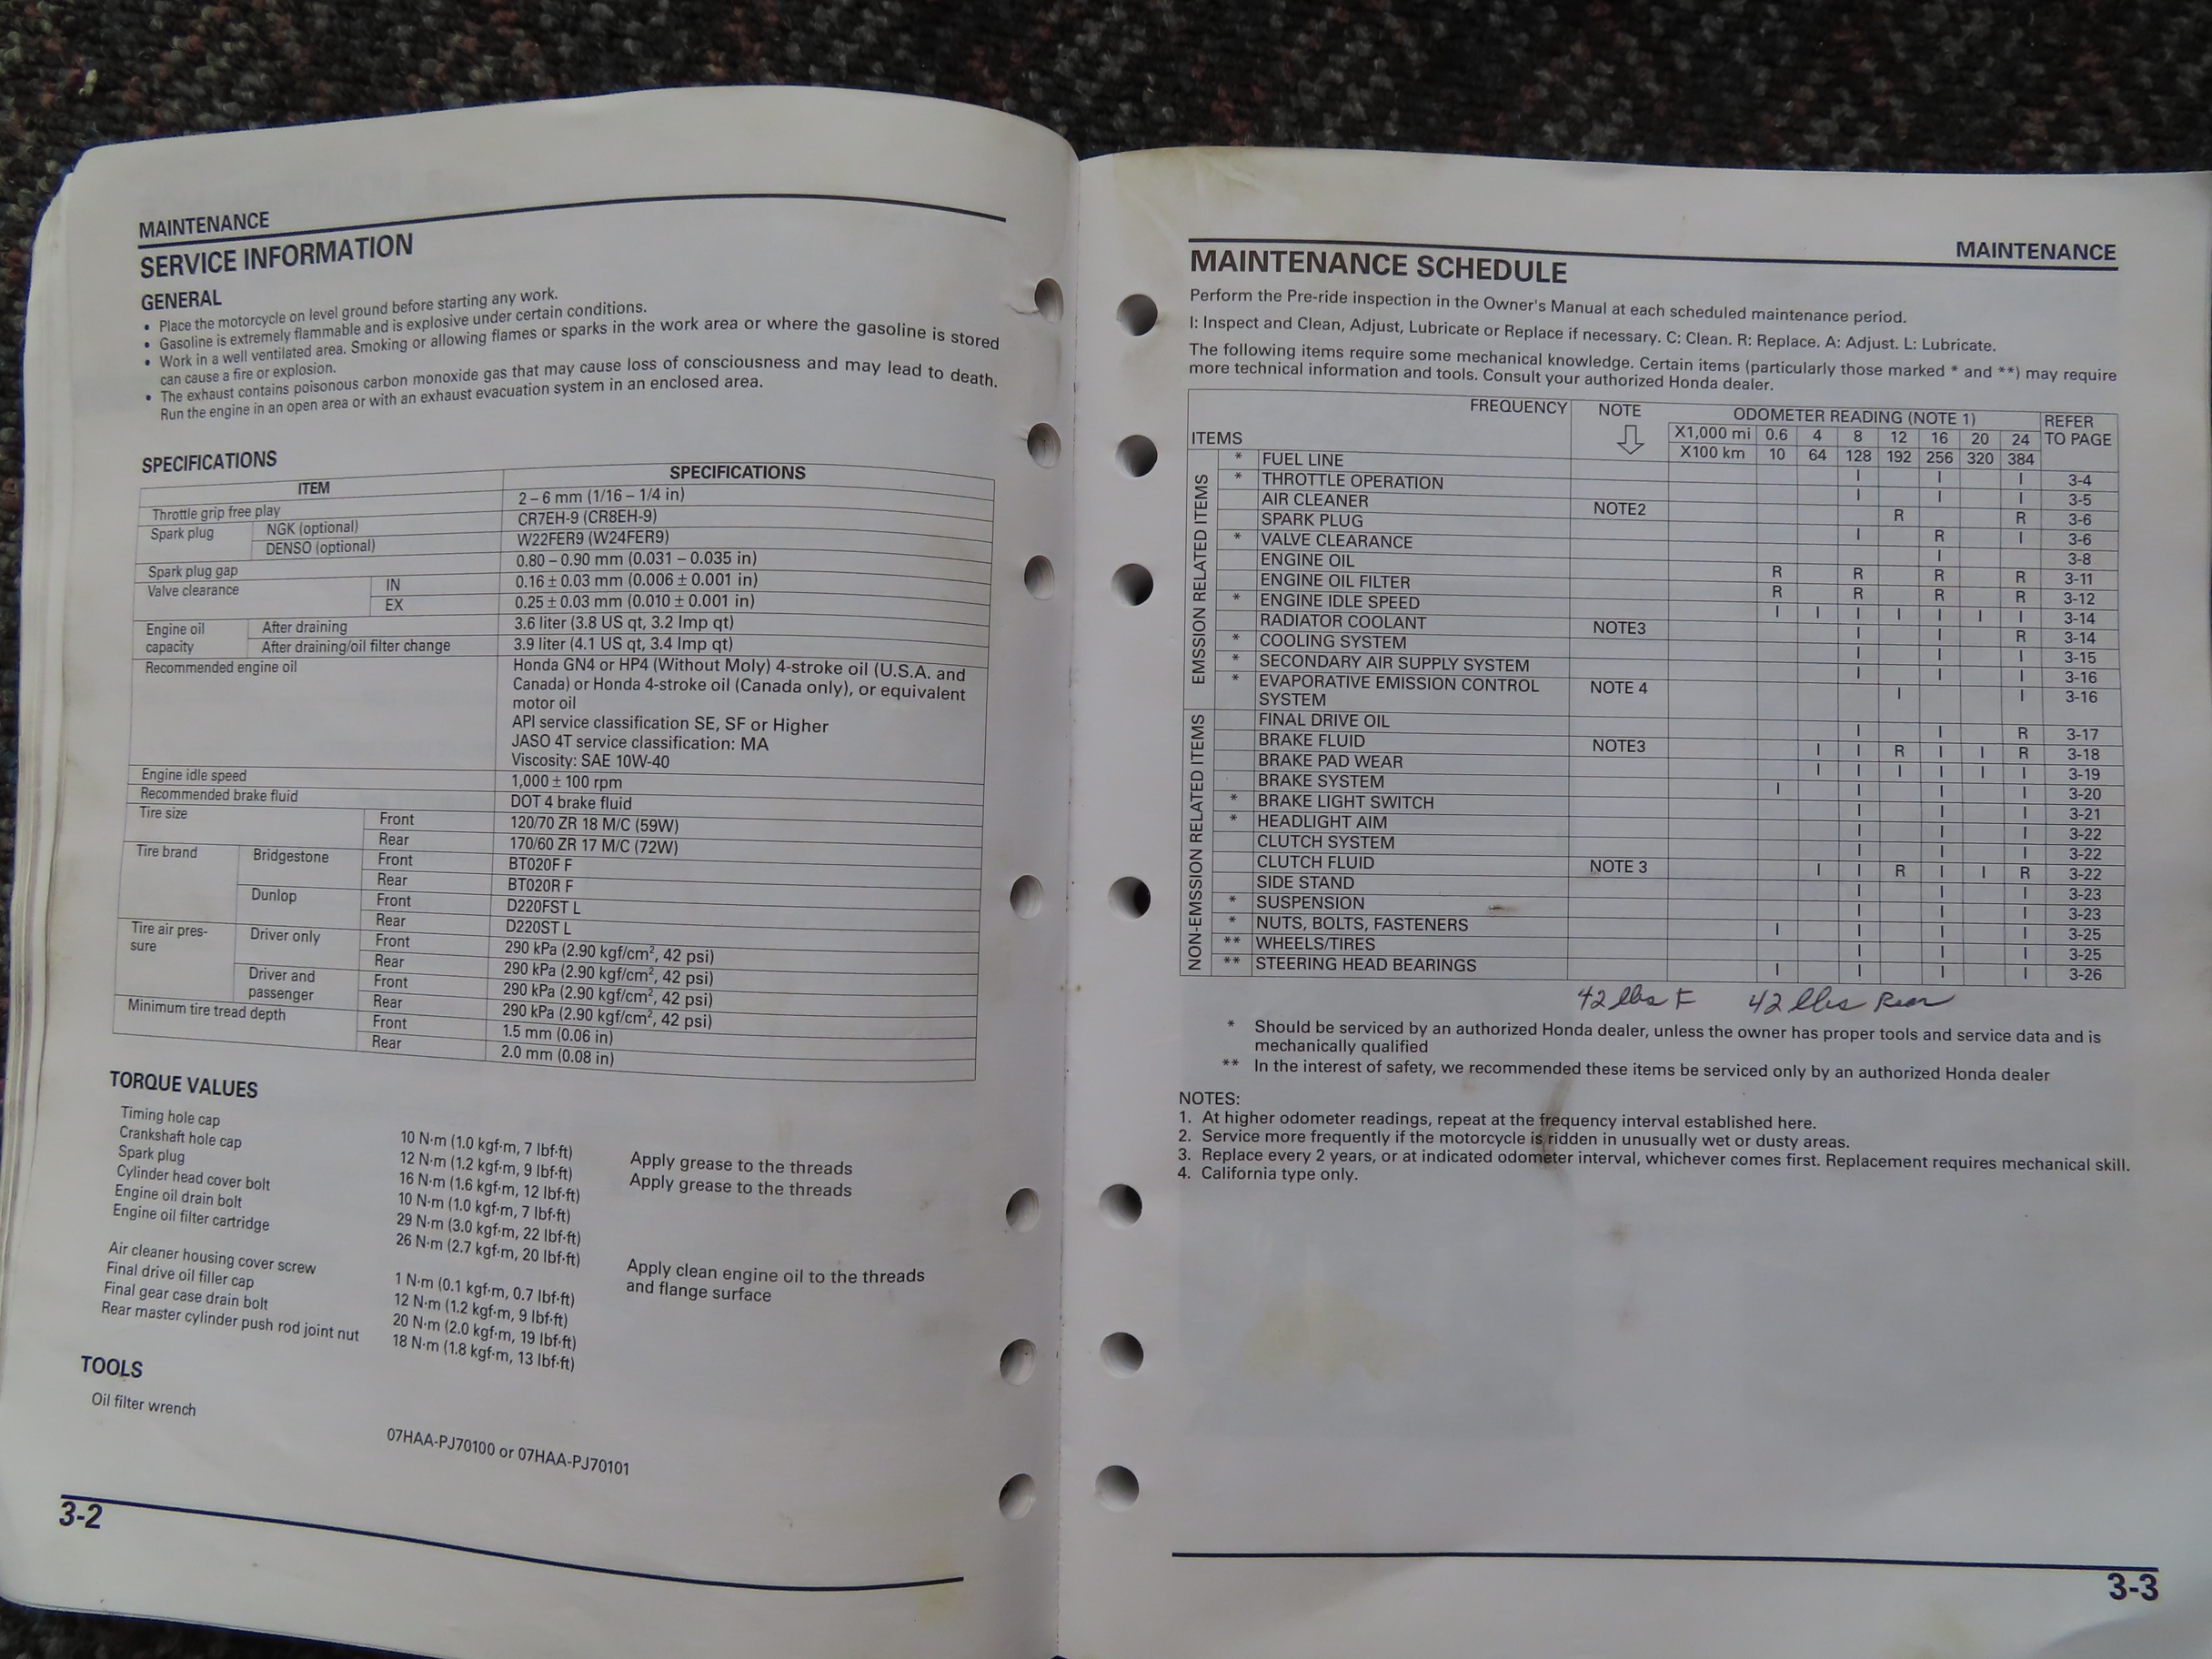 MAINTENANCE
SERVICE INFORMATION
GENERAL
• Place the motorcycle on level ground before starting any work.
• Gasoline is extremely flammable and is explosive under certain conditions.
• Work in a well ventilated area. Smoking or allowing flames or sparks in the work area or where the gasoline is stored
can cause a fire or explosion.
• The exhaust contains poisonous carbon monoxide gas that may cause loss of consciousness and may lead to death.
Run the engine in an open area or with an exhaust evacuation system in an enclosed area.
SPECIFICATIONS
ITEM SPECIFICATIONS
Throttle grip free play 2 – 6 mm (1/16 – 1/4 in)
Spark plug NGK (optional) CR7EH-9 (CR8EH-9)
DENSO (optional) W22FER9 (W24FER9)
Spark plug gap 0.80 – 0.90 mm (0.031 – 0.035 in)
Valve clearance IN 0.16 ± 0.03 mm (0.006 ± 0.001 in)
EX 0.25 ± 0.03 mm (0.010 ± 0.001 in)
Engine oil capacity After draining 3.6 liter (3.8 US qt, 3.2 Imp qt)
After draining/oil filter change 3.9 liter (4.1 US qt, 3.4 Imp qt)
Recommended engine oil Honda GN4 or HP4 (Without Moly) 4-stroke oil (U.S.A. and
Canada) or Honda 4-stroke oil (Canada only), or equivalent
motor oil
API service classification SE, SF or Higher
JASO 4T service classification: MA
Viscosity: SAE 10W-40
Engine idle speed 1,000 ± 100 rpm
Recommended brake fluid DOT 4 brake fluid
Tire size Front 120/70 ZR 18 M/C (59W)
Rear 170/60 ZR 17 M/C (72W)
Tire brand Bridgestone Front BT020F F
Rear BT020R F
Dunlop Front D220FST L
Rear D220ST L
Tire air pres-
sure Driver only Front 290 kPa (2.90 kgf/cm², 42 psi)
Rear 290 kPa (2.90 kgf/cm², 42 psi)
Driver and
passenger Front 290 kPa (2.90 kgf/cm², 42 psi)
Rear 290 kPa (2.90 kgf/cm², 42 psi)
Minimum tire tread depth Front 1.5 mm (0.06 in)
Rear 2.0 mm (0.08 in)
TORQUE VALUES
Timing hole cap 10 N·m (1.0 kgf·m, 7 lbf·ft) Apply grease to the threads
Crankshaft hole cap 12 N·m (1.2 kgf·m, 9 lbf·ft) Apply grease to the threads
Spark plug 16 N·m (1.6 kgf·m, 12 lbf·ft)
Cylinder head cover bolt 10 N·m (1.0 kgf·m, 7 lbf·ft)
Engine oil drain bolt 29 N·m (3.0 kgf·m, 22 lbf·ft)
Engine oil filter cartridge 26 N·m (2.7 kgf·m, 20 lbf·ft) Apply clean engine oil to the threads
and flange surface
Air cleaner housing cover screw 1 N·m (0.1 kgf·m, 0.7 lbf·ft)
Final drive oil filler cap 12 N·m (1.2 kgf·m, 9 lbf·ft)
Final gear case drain bolt 20 N·m (2.0 kgf·m, 19 lbf·ft)
Rear master cylinder push rod joint nut 18 N·m (1.8 kgf·m, 13 lbf·ft)
TOOLS
Oil filter wrench 07HAA-PJ70100 or 07HAA-PJ70101
3-2
MAINTENANCE
MAINTENANCE SCHEDULE
Perform the Pre-ride inspection in the Owner's Manual at each scheduled maintenance period.
I: Inspect and Clean, Adjust, Lubricate or Replace if necessary. C: Clean. R: Replace. A: Adjust. L: Lubricate.
The following items require some mechanical knowledge. Certain items (particularly those marked * and **) may require
more technical information and tools. Consult your authorized Honda dealer.
FREQUENCY NOTE ODOMETER READING (NOTE 1) REFER
TO PAGE
ITEMS X1,000 mi 0.6 4 8 12 16 20 24
X100 km 10 64 128 192 256 320 384
EMISSION RELATED ITEMS
* FUEL LINE I I I 3-4
* THROTTLE OPERATION I I I 3-5
AIR CLEANER NOTE2 R R 3-6
SPARK PLUG I R I 3-6
* VALVE CLEARANCE I 3-8
ENGINE OIL R R R R 3-11
ENGINE OIL FILTER R R R R 3-12
* ENGINE IDLE SPEED I I I I I I I 3-14
RADIATOR COOLANT NOTE3 I I R 3-14
* COOLING SYSTEM I I I 3-15
* SECONDARY AIR SUPPLY SYSTEM I I I 3-16
* EVAPORATIVE EMISSION CONTROL
SYSTEM NOTE 4 I I 3-16
NON-EMSSION RELATED ITEMS
FINAL DRIVE OIL I I R 3-17
BRAKE FLUID NOTE3 I I R I I R 3-18
BRAKE PAD WEAR I I I I I I 3-19
BRAKE SYSTEM I I I I 3-20
* BRAKE LIGHT SWITCH I I I 3-21
* HEADLIGHT AIM I I I 3-22
CLUTCH SYSTEM I I I 3-22
CLUTCH FLUID NOTE 3 I I R I I R 3-22
SIDE STAND I I I 3-23
* SUSPENSION I I I 3-23
* NUTS, BOLTS, FASTENERS I I I I 3-25
** WHEELS/TIRES I I I 3-25
** STEERING HEAD BEARINGS I I I I 3-26
42 lbs F 42 lbs Rear
* Should be serviced by an authorized Honda dealer, unless the owner has proper tools and service data and is
mechanically qualified
** In the interest of safety, we recommended these items be serviced only by an authorized Honda dealer
NOTES:
1. At higher odometer readings, repeat at the frequency interval established here.
2. Service more frequently if the motorcycle is ridden in unusually wet or dusty areas.
3. Replace every 2 years, or at indicated odometer interval, whichever comes first. Replacement requires mechanical skill.
4. California type only.
3-3